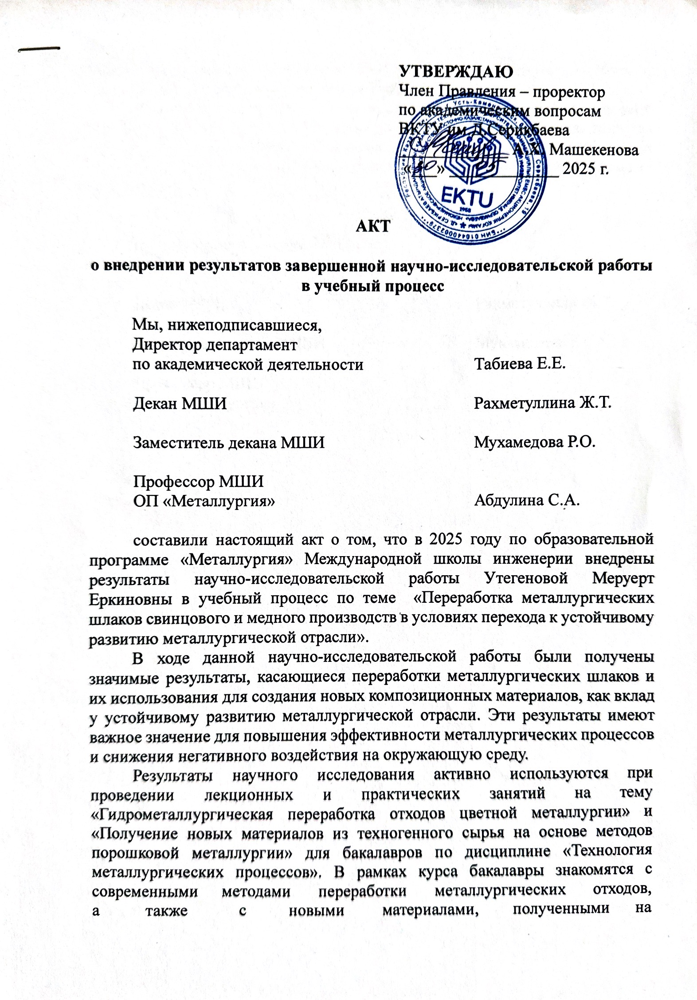 УТВЕРЖДАЮ
Член Правления – проректор
по академическим вопросам
ВКТУ им Д.Серикбаева
А.Х. Машекенова
«30» 05 2025 г.
EKTU
1958
АКТ
о внедрении результатов завершенной научно-исследовательской работы
в учебный процесс
Мы, нижеподписавшиеся,
Директор департамент
по академической деятельности Табиева Е.Е.
Декан МШИ Рахметуллина Ж.Т.
Заместитель декана МШИ Мухамедова Р.О.
Профессор МШИ
ОП «Металлургия» Абдулина С.А.
составили настоящий акт о том, что в 2025 году по образовательной
программе «Металлургия» Международной школы инженерии внедрены
результаты научно-исследовательской работы Утегеновой Меруерт
Еркиновны в учебный процесс по теме «Переработка металлургических
шлаков свинцового и медного производств в условиях перехода к устойчивому
развитию металлургической отрасли».
В ходе данной научно-исследовательской работы были получены
значимые результаты, касающиеся переработки металлургических шлаков и
их использования для создания новых композиционных материалов, как вклад
у устойчивому развитию металлургической отрасли. Эти результаты имеют
важное значение для повышения эффективности металлургических процессов
и снижения негативного воздействия на окружающую среду.
Результаты научного исследования активно используются при
проведении лекционных и практических занятий на тему
«Гидрометаллургическая переработка отходов цветной металлургии» и
«Получение новых материалов из техногенного сырья на основе методов
порошковой металлургии» для бакалавров по дисциплине «Технология
металлургических процессов». В рамках курса бакалавры знакомятся с
современными методами переработки металлургических отходов,
а также с новыми материалами, полученными на